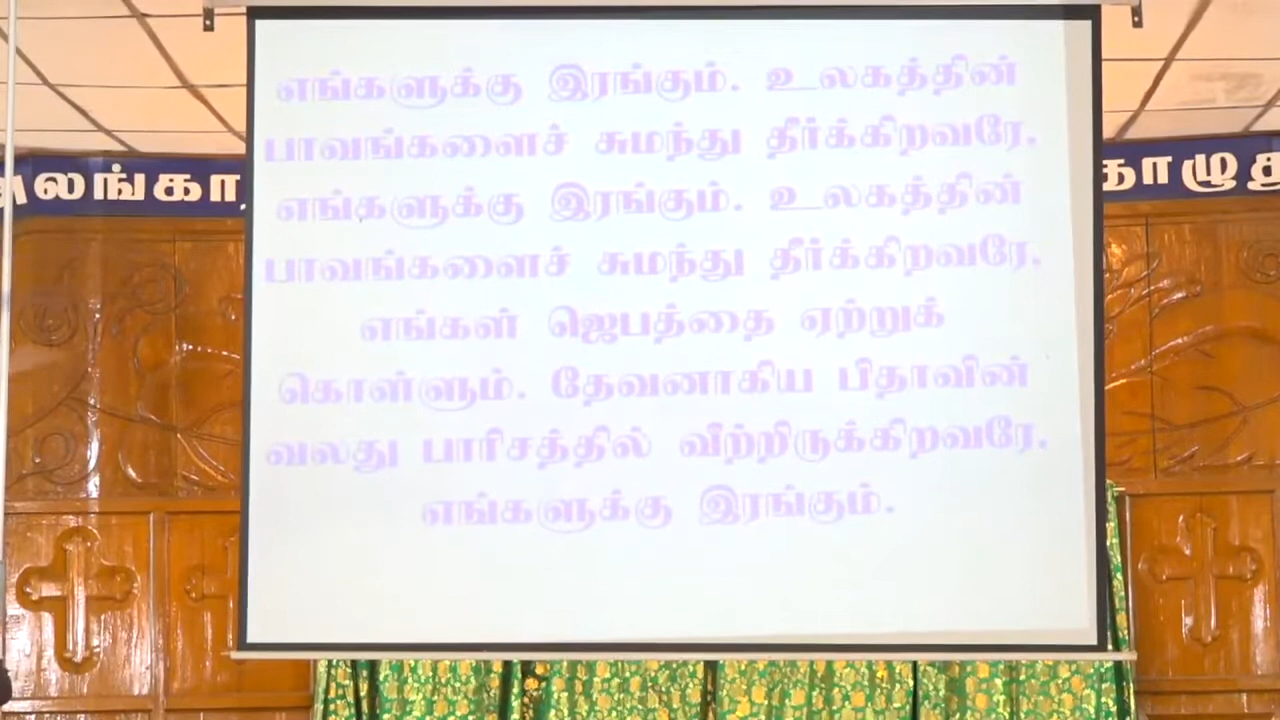 எங்களுக்கு இரங்கும். உலகத்தின்
பாவங்களைச் சுமந்து தீர்க்கிறவரே,
எங்களுக்கு இரங்கும். உலகத்தின்
பாவங்களைச் சுமந்து தீர்க்கிறவரே,
எங்கள் ஜெபத்தை ஏற்றுக்
கொள்ளும். தேவனாகிய பிதாவின்
வலது பாரிசத்தில் வீற்றிருக்கிறவரே,
எங்களுக்கு இரங்கும்.